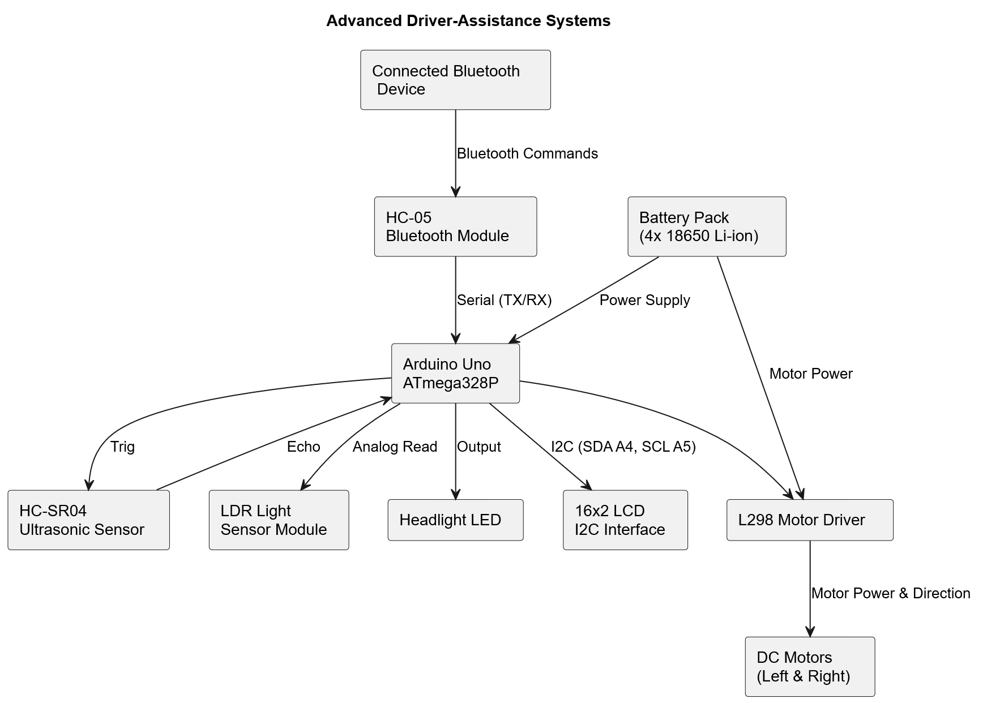 Advanced Driver-Assistance Systems
Connected Bluetooth
Device
Bluetooth Commands
HC-05
Bluetooth Module
Battery Pack
(4x 18650 Li-ion)
Serial (TX/RX)
Power Supply
Arduino Uno
ATmega328P
Motor Power
Trig
Echo
Analog Read
Output
I2C (SDA A4, SCL A5)
HC-SR04
Ultrasonic Sensor
LDR Light
Sensor Module
Headlight LED
16x2 LCD
I2C Interface
L298 Motor Driver
Motor Power & Direction
DC Motors
(Left & Right)